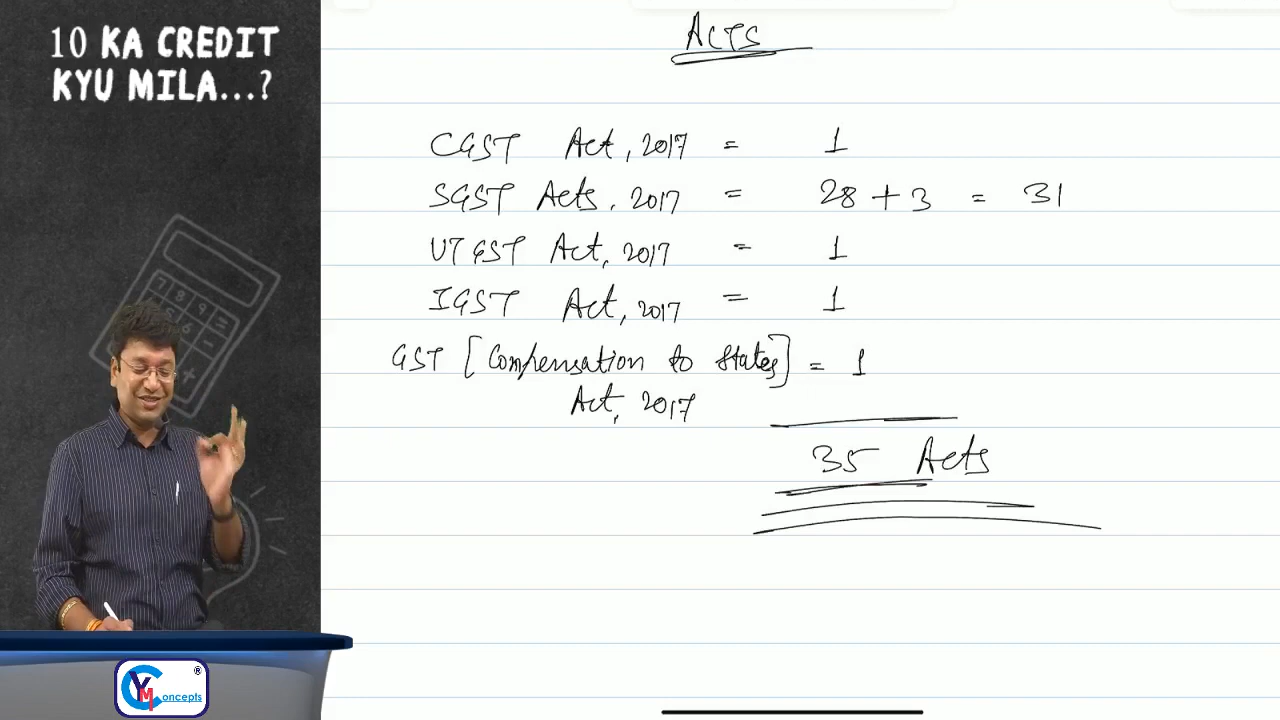 10 KA CREDIT
KYU MILA...?
ACTS
CGST Act, 2017 = 1
SGST Acts, 2017 = 28 + 3 = 31
UTGST Act, 2017 = 1
IGST Act, 2017 = 1
GST [Compensation to States] = 1
Act, 2017
35 Acts
CYM Concepts ®